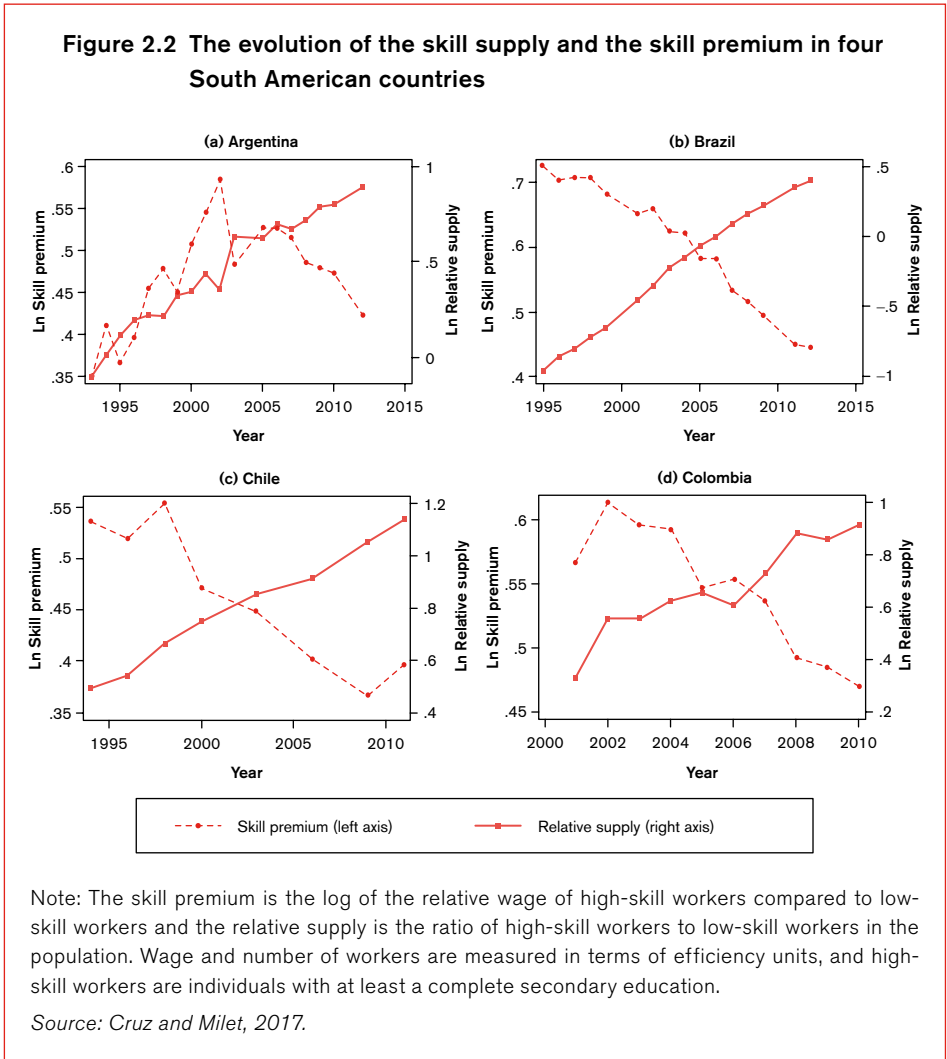 Figure 2.2 The evolution of the skill supply and the skill premium in four
South American countries
(a) Argentina
Ln Skill premium
.6
.55
.5
.45
.4
.35
1
.5
0
Ln Relative supply
1995 2000 2005 2010 2015
Year
(b) Brazil
Ln Skill premium
.7
.6
.5
.4
.5
0
-.5
-1
Ln Relative supply
1995 2000 2005 2010 2015
Year
(c) Chile
Ln Skill premium
.55
.5
.45
.4
.35
1.2
1
.8
.6
.4
Ln Relative supply
1995 2000 2006 2010
Year
(d) Colombia
Ln Skill premium
.6
.55
.5
.45
1
.8
.6
.4
.2
Ln Relative supply
2000 2002 2004 2006 2008 2010
Year
Skill premium (left axis) Relative supply (right axis)
Note: The skill premium is the log of the relative wage of high-skill workers compared to low-
skill workers and the relative supply is the ratio of high-skill workers to low-skill workers in the
population. Wage and number of workers are measured in terms of efficiency units, and high-
skill workers are individuals with at least a complete secondary education.
Source: Cruz and Milet, 2017.